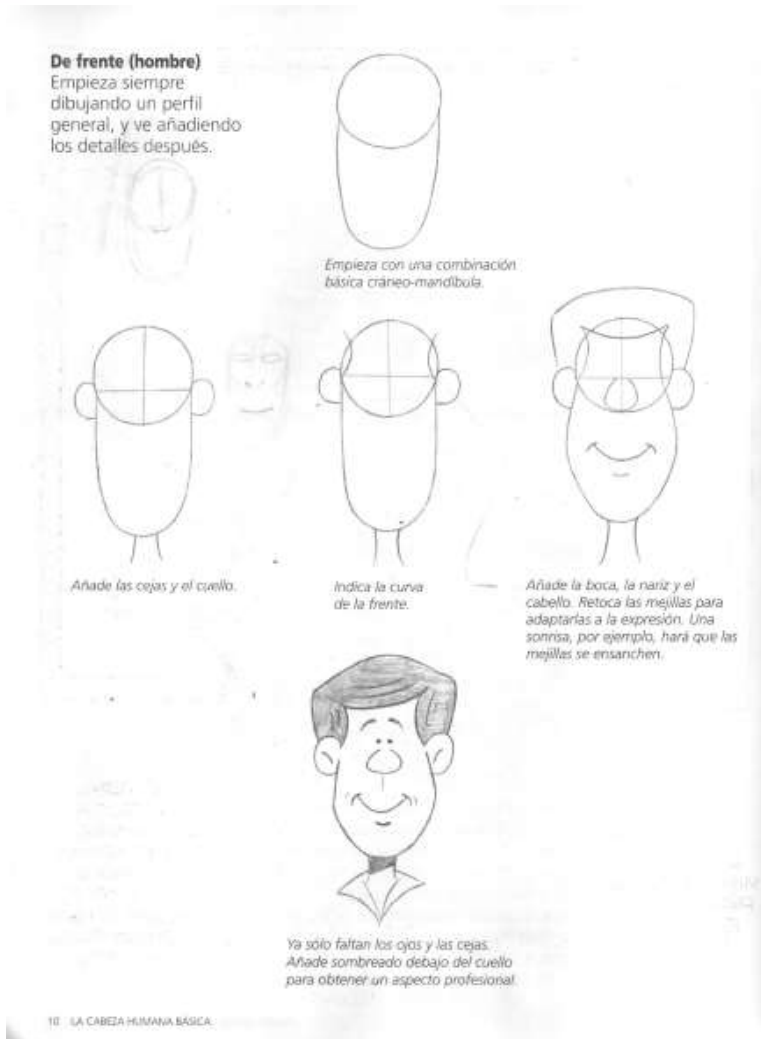 De frente (hombre)
Empieza siempre
dibujando un perfil
general, y ve añadiendo
los detalles después.
Empieza con una combinación
básica cráneo-mandíbula.
Añade las cejas y el cuello.
Indica la curva
de la frente.
Añade la boca, la nariz y el
cabello. Retoca las mejillas para
adaptarlas a la expresión. Una
sonrisa, por ejemplo, hará que las
mejillas se ensanchen.
Ya sólo faltan los ojos y las cejas.
Añade sombreado debajo del cuello
para obtener un aspecto profesional.
10 LA CABEZA HUMANA BÁSICA